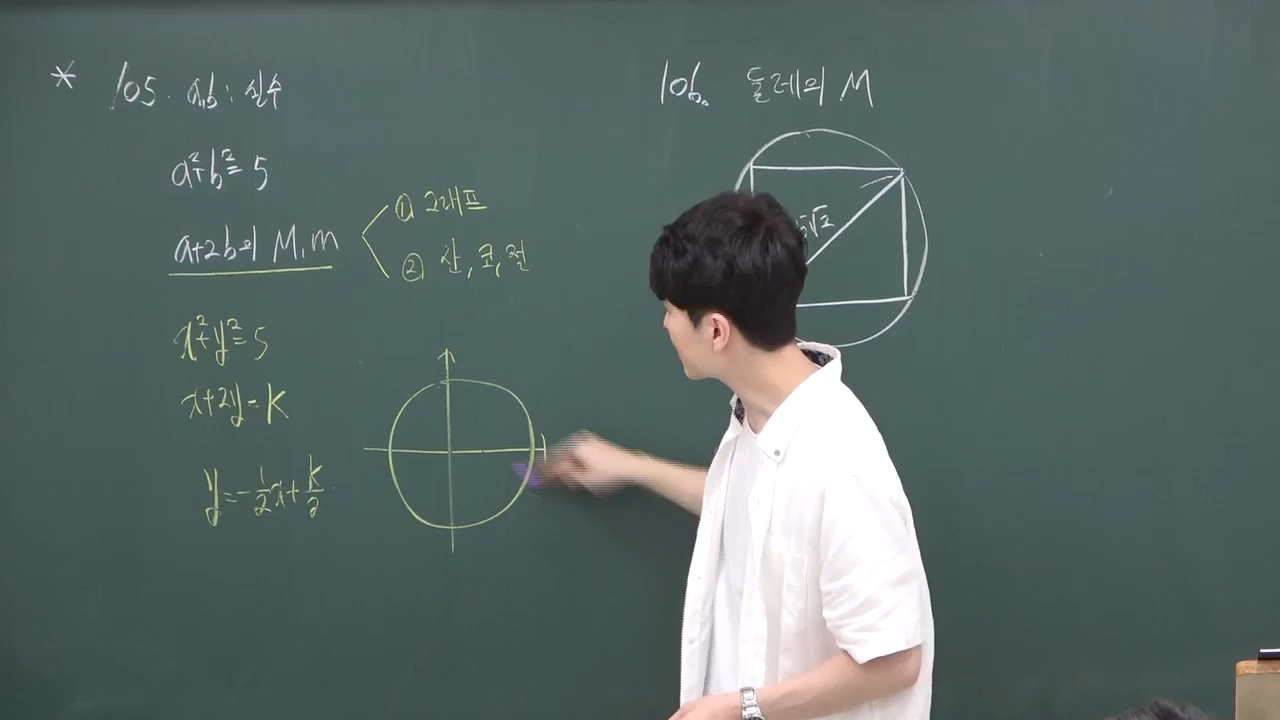 * 105. a,b : 실수
a²+b²=5
a+2b의 M, m
① 그래프
② 산, 코, 절
x²+y²=5
x+2y=k
y=-1/2x+k/2
106. 둘레의 M